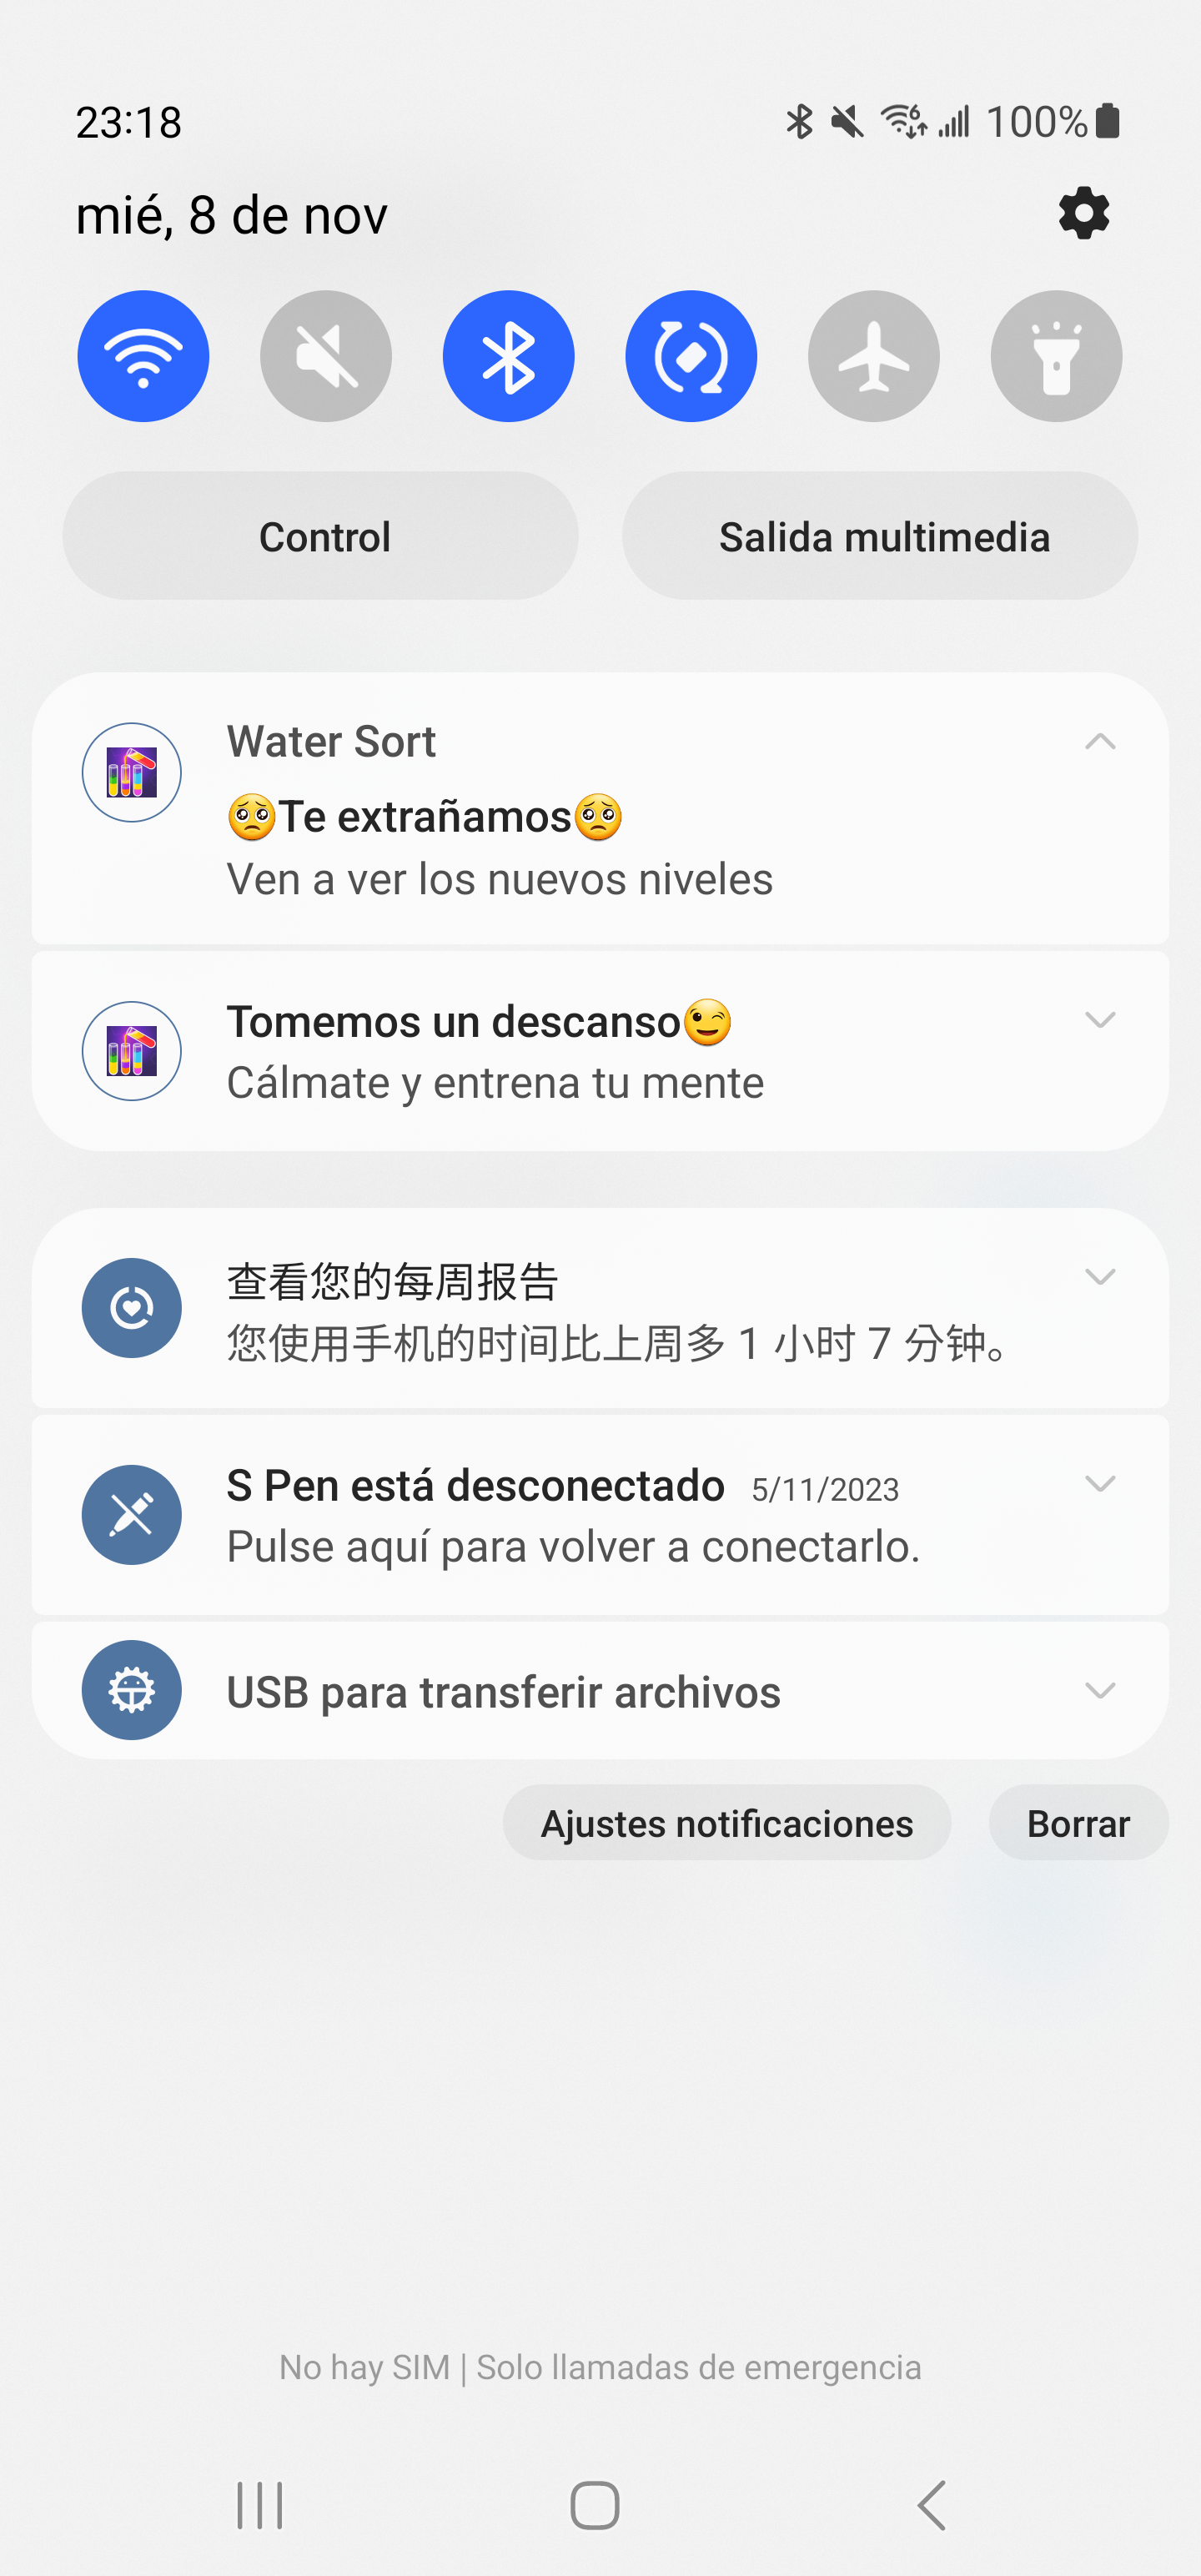 23:18
100%
mié, 8 de nov
Control
Salida multimedia
Water Sort
🥺Te extrañamos🥺
Ven a ver los nuevos niveles
Tomemos un descanso😉
Cálmate y entrena tu mente
查看您的每周报告
您使用手机的时间比上周多 1 小时 7 分钟。
S Pen está desconectado 5/11/2023
Pulse aquí para volver a conectarlo.
USB para transferir archivos
Ajustes notificaciones
Borrar
No hay SIM | Solo llamadas de emergencia